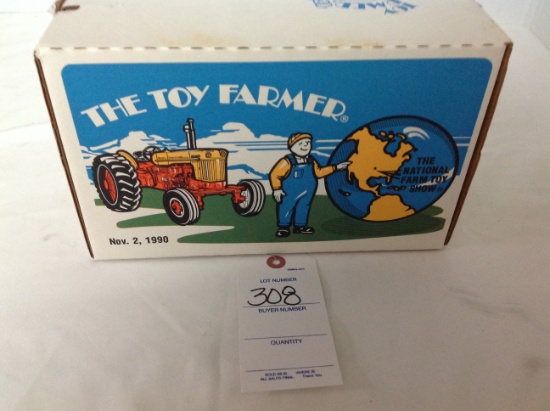 THE TOY FARMER®
THE
NATIONAL
FARM TOY
SHOW®
Nov. 2, 1990
LOT NUMBER
308
BUYER NUMBER
QUANTITY